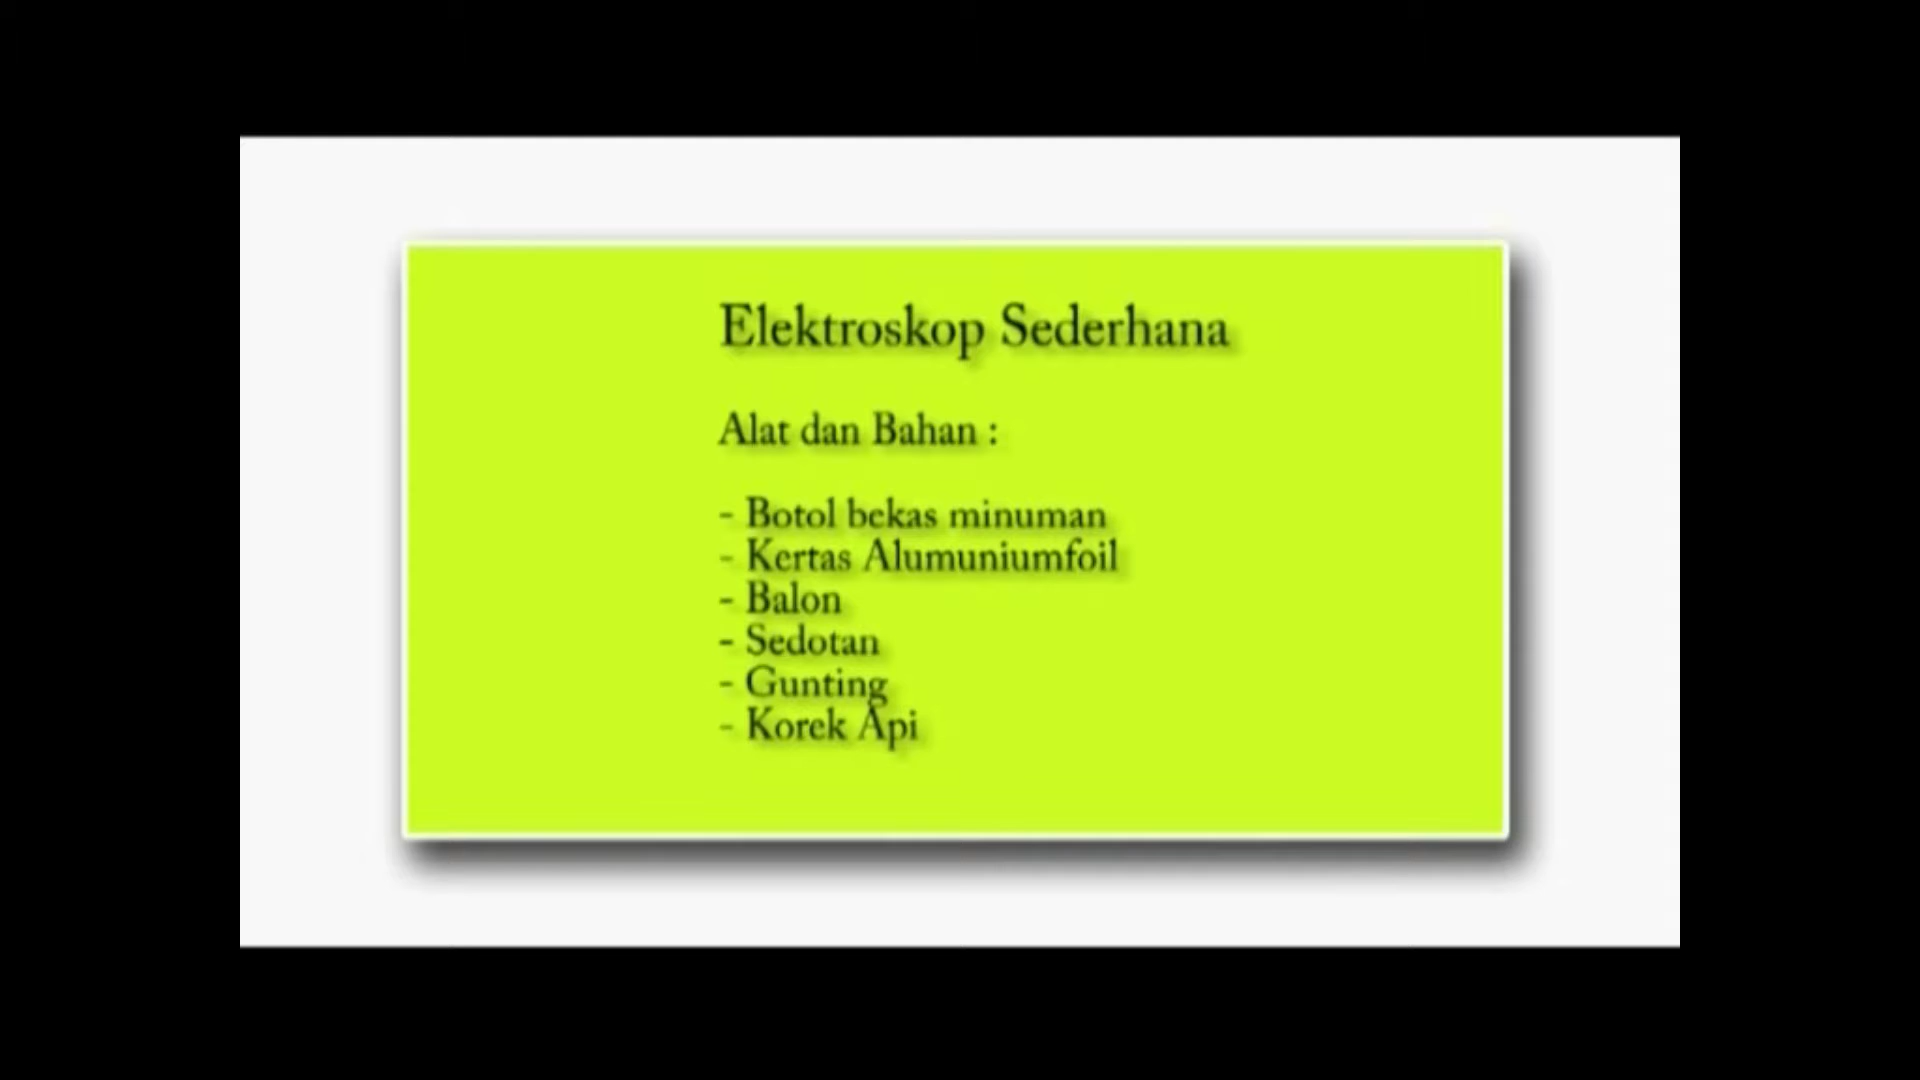 Elektroskop Sederhana
Alat dan Bahan :
- Botol bekas minuman
- Kertas Alumuniumfoil
- Balon
- Sedotan
- Gunting
- Korek Api